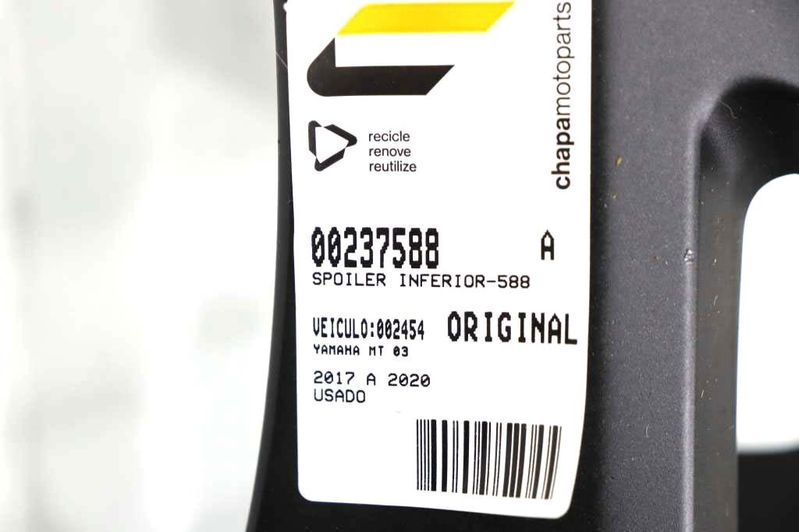 chapamotoparts
recicle
renove
reutilize
00237588 A
SPOILER INFERIOR-588
VEICULO:002454 ORIGINAL
YAMAHA MT 03
2017 A 2020
USADO